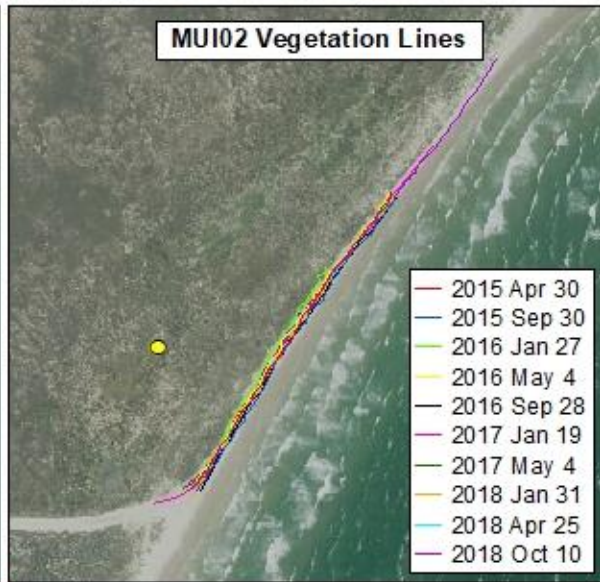 MUI02 Vegetation Lines
2015 Apr 30
2015 Sep 30
2016 Jan 27
2016 May 4
2016 Sep 28
2017 Jan 19
2017 May 4
2018 Jan 31
2018 Apr 25
2018 Oct 10